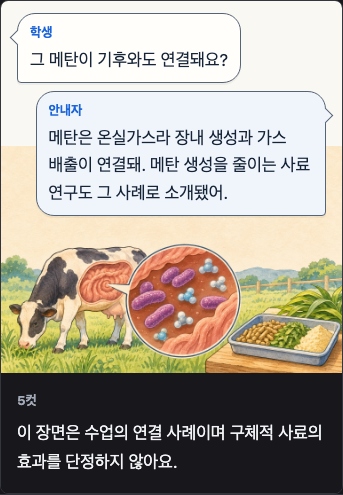 학생
그 메탄이 기후와도 연결돼요?
안내자
메탄은 온실가스라 장내 생성과 가스
배출이 연결돼. 메탄 생성을 줄이는 사료
연구도 그 사례로 소개됐어.
5컷
이 장면은 수업의 연결 사례이며 구체적 사료의
효과를 단정하지 않아요.